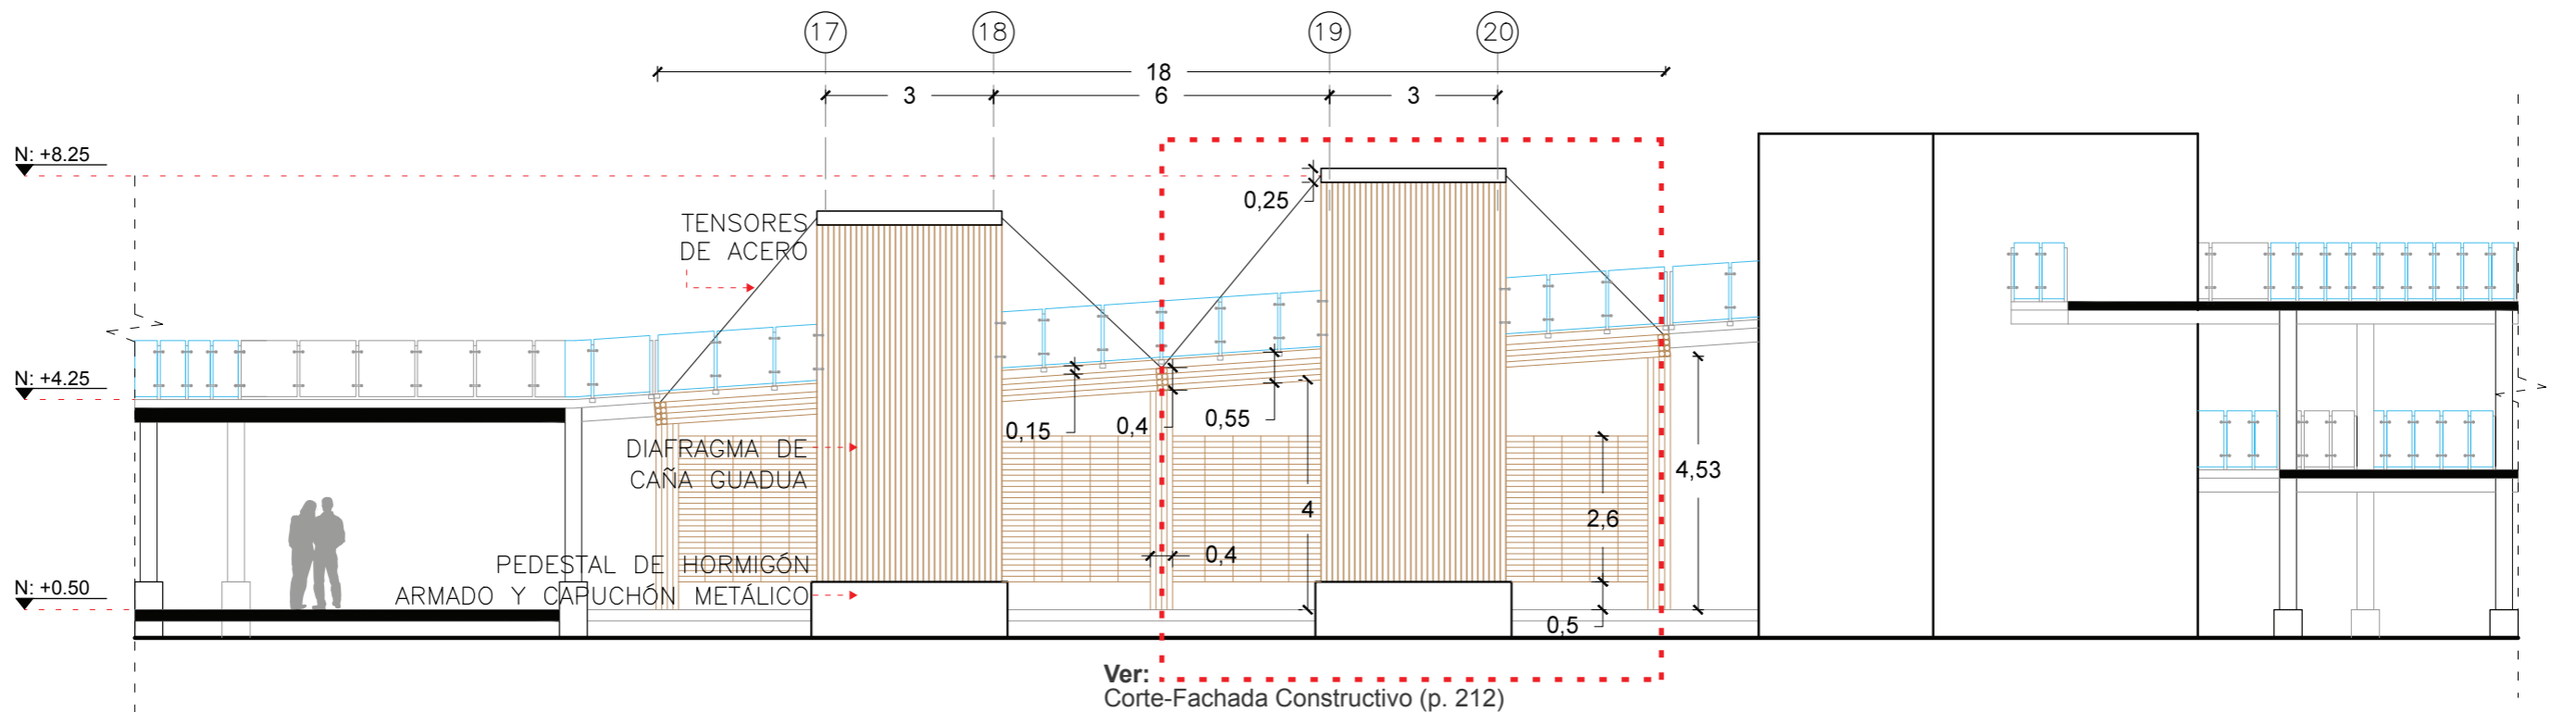 17 18 19 20
18
3 6 3
N: +8.25
0,25
TENSORES
DE ACERO
N: +4.25
0,15 0,4 0,55
DIAFRAGMA DE
CAÑA GUADUA
4,53
4 2,6
0,4
PEDESTAL DE HORMIGÓN
ARMADO Y CAPUCHÓN METÁLICO
N: +0.50
0,5
Ver:
Corte-Fachada Constructivo (p. 212)